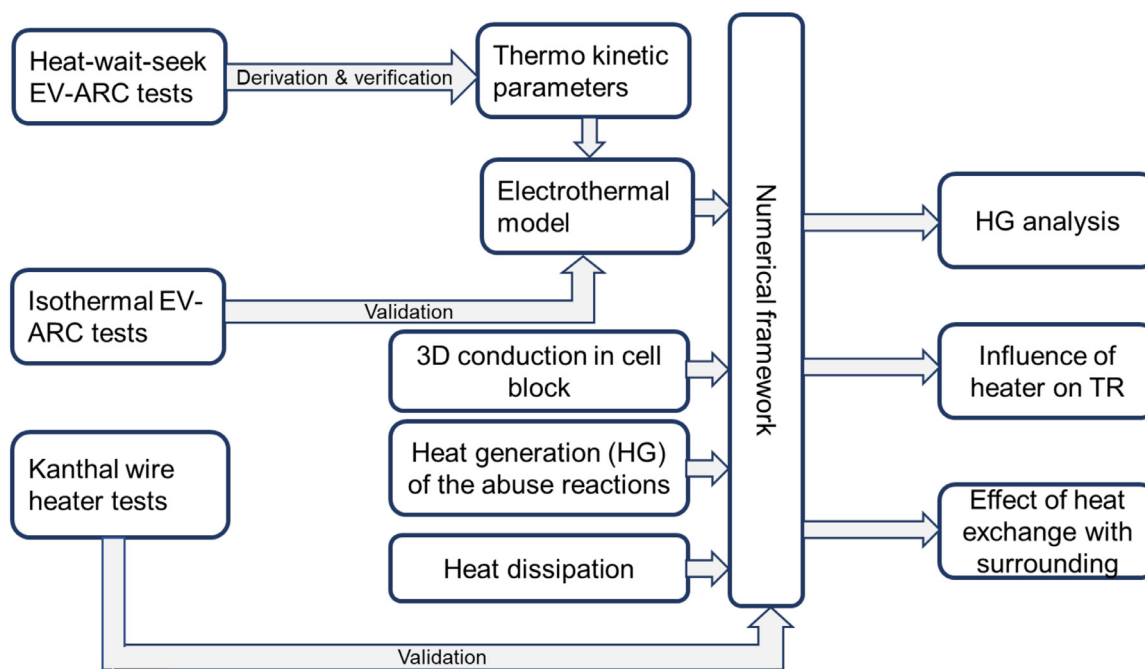 Heat-wait-seek
EV-ARC tests
Derivation & verification
Thermo kinetic
parameters
Electrothermal
model
Isothermal EV-
ARC tests
Validation
3D conduction in cell
block
Heat generation (HG)
of the abuse reactions
Heat dissipation
Kanthal wire
heater tests
Validation
Numerical framework
HG analysis
Influence of
heater on TR
Effect of heat
exchange with
surrounding